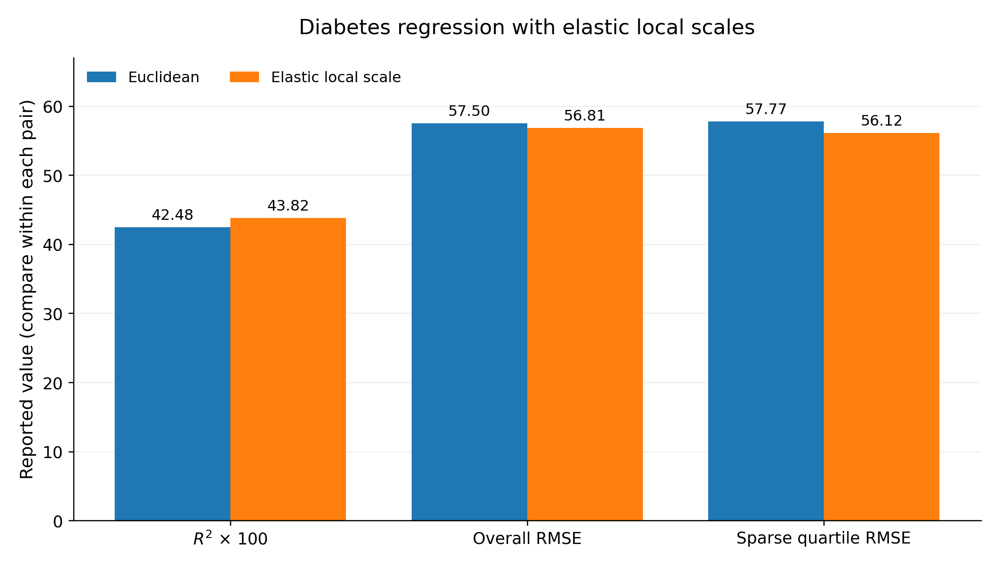 Diabetes regression with elastic local scales
Euclidean
Elastic local scale
Reported value (compare within each pair)
60
50
40
30
20
10
0
42.48
43.82
57.50
56.81
57.77
56.12
R² × 100
Overall RMSE
Sparse quartile RMSE